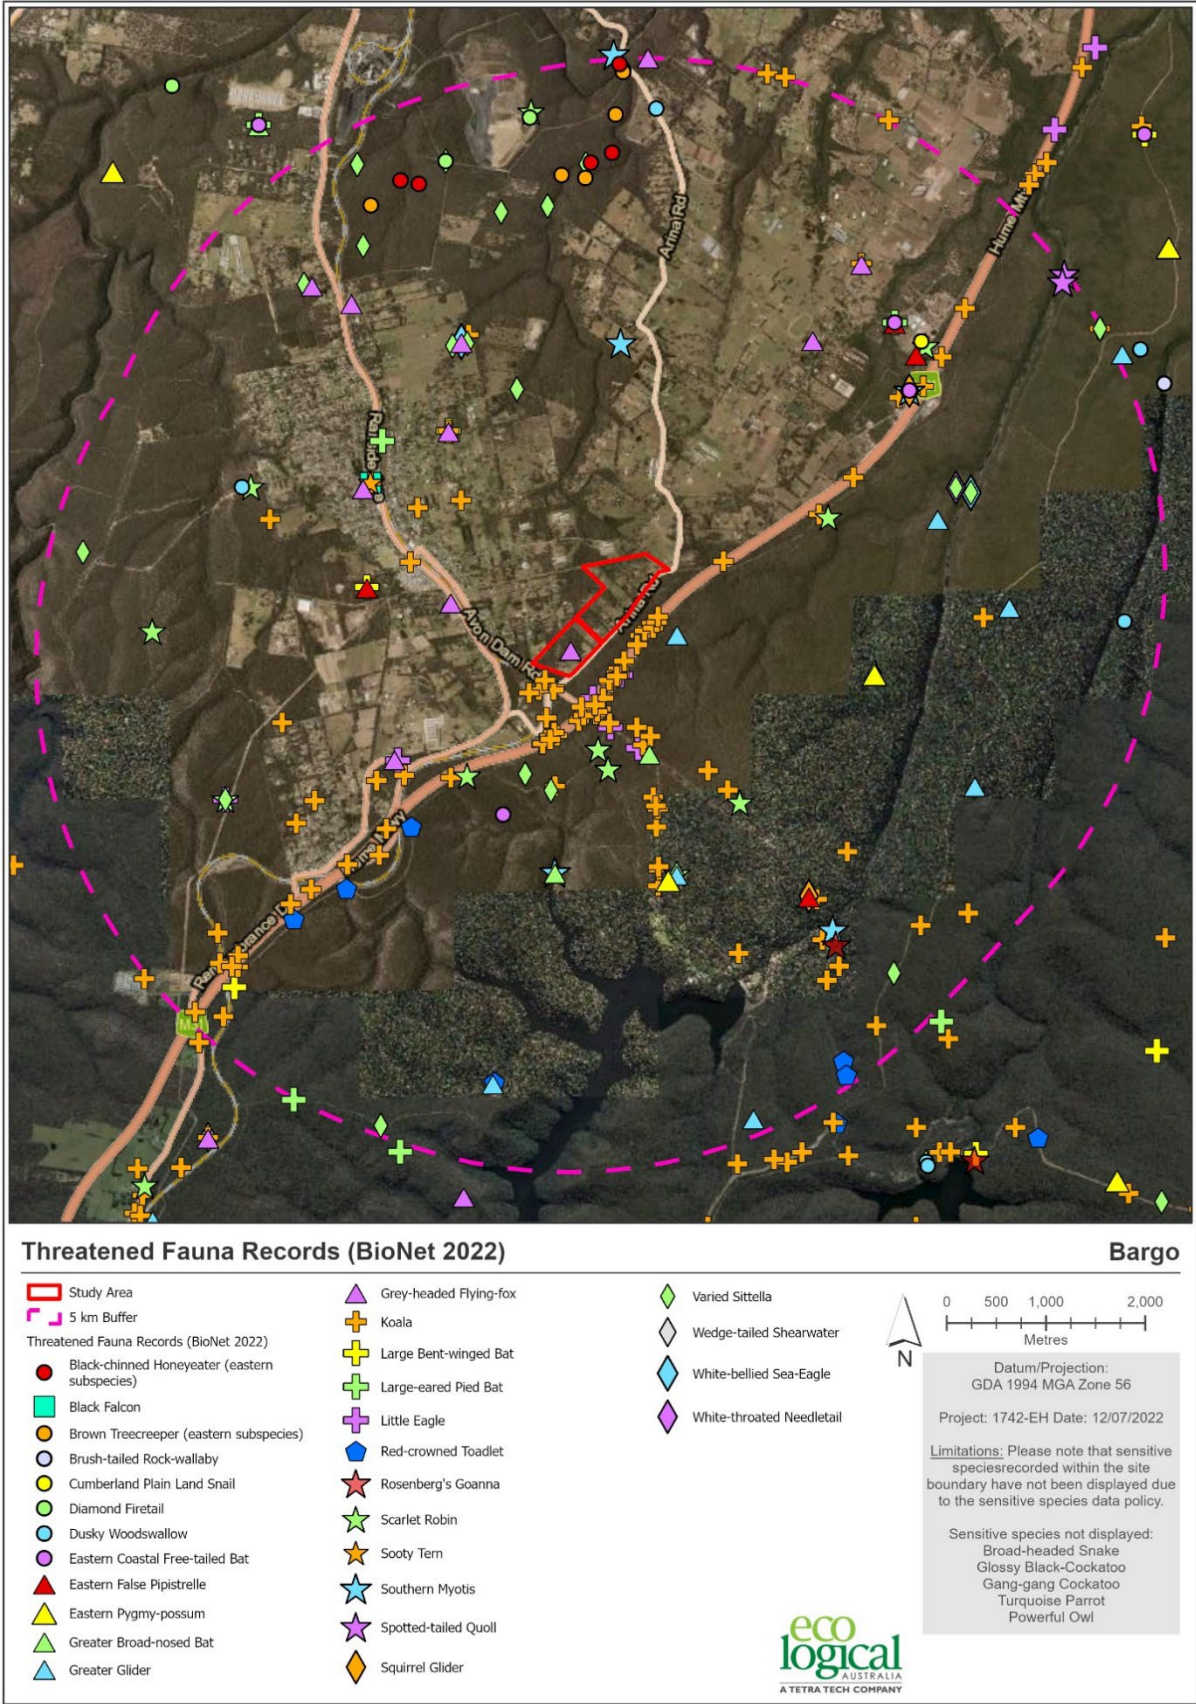 Arina Rd
Hume M
Arina Rd
Avon Dam Rd
M31
Threatened Fauna Records (BioNet 2022)
Bargo
Study Area
5 km Buffer
Threatened Fauna Records (BioNet 2022)
Black-chinned Honeyeater (eastern
subspecies)
Black Falcon
Brown Treecreeper (eastern subspecies)
Brush-tailed Rock-wallaby
Cumberland Plain Land Snail
Diamond Firetail
Dusky Woodswallow
Eastern Coastal Free-tailed Bat
Eastern False Pipistrelle
Eastern Pygmy-possum
Greater Broad-nosed Bat
Greater Glider
Grey-headed Flying-fox
Koala
Large Bent-winged Bat
Large-eared Pied Bat
Little Eagle
Red-crowned Toadlet
Rosenberg's Goanna
Scarlet Robin
Sooty Tern
Southern Myotis
Spotted-tailed Quoll
Squirrel Glider
Varied Sittella
Wedge-tailed Shearwater
White-bellied Sea-Eagle
White-throated Needletail
N
0 500 1,000 2,000
Metres
Datum/Projection:
GDA 1994 MGA Zone 56
Project: 1742-EH Date: 12/07/2022
Limitations: Please note that sensitive
speciesrecorded within the site
boundary have not been displayed due
to the sensitive species data policy.
Sensitive species not displayed:
Broad-headed Snake
Glossy Black-Cockatoo
Gang-gang Cockatoo
Turquoise Parrot
Powerful Owl
eco
logical
AUSTRALIA
A TETRA TECH COMPANY